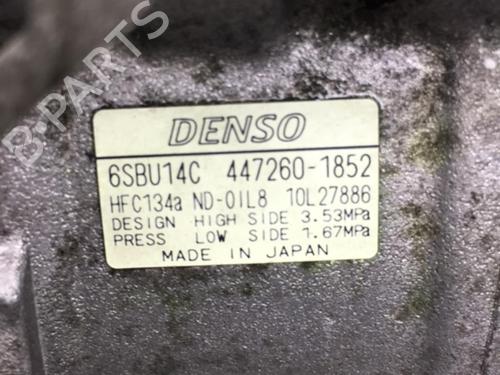 B-PARTS
DENSO
6SBU14C 447260-1852
HFC134a ND-OIL8 10L27886
DESIGN HIGH SIDE 3.53MPa
PRESS LOW SIDE 1.67MPa
MADE IN JAPAN